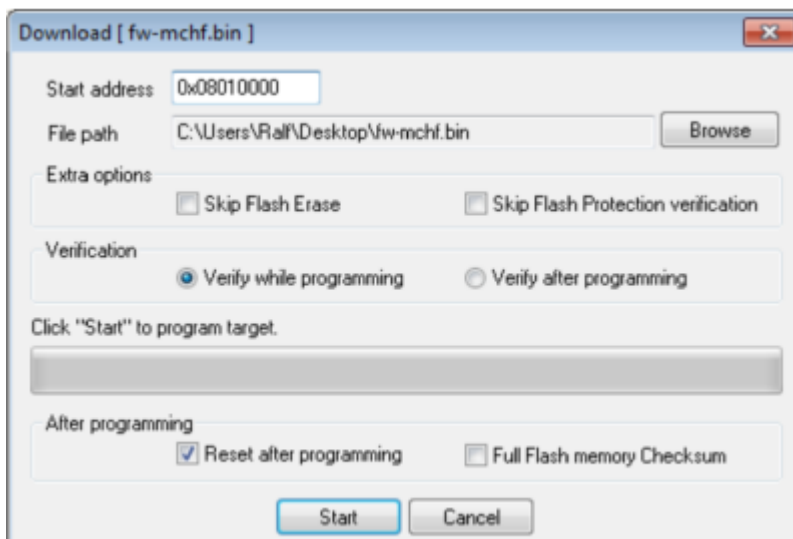 Download [ fw-mchf.bin ]
Start address 0x08010000
File path C:\Users\Ralf\Desktop\fw-mchf.bin Browse
Extra options
Skip Flash Erase Skip Flash Protection verification
Verification
Verify while programming Verify after programming
Click "Start" to program target.
After programming
Reset after programming Full Flash memory Checksum
Start Cancel